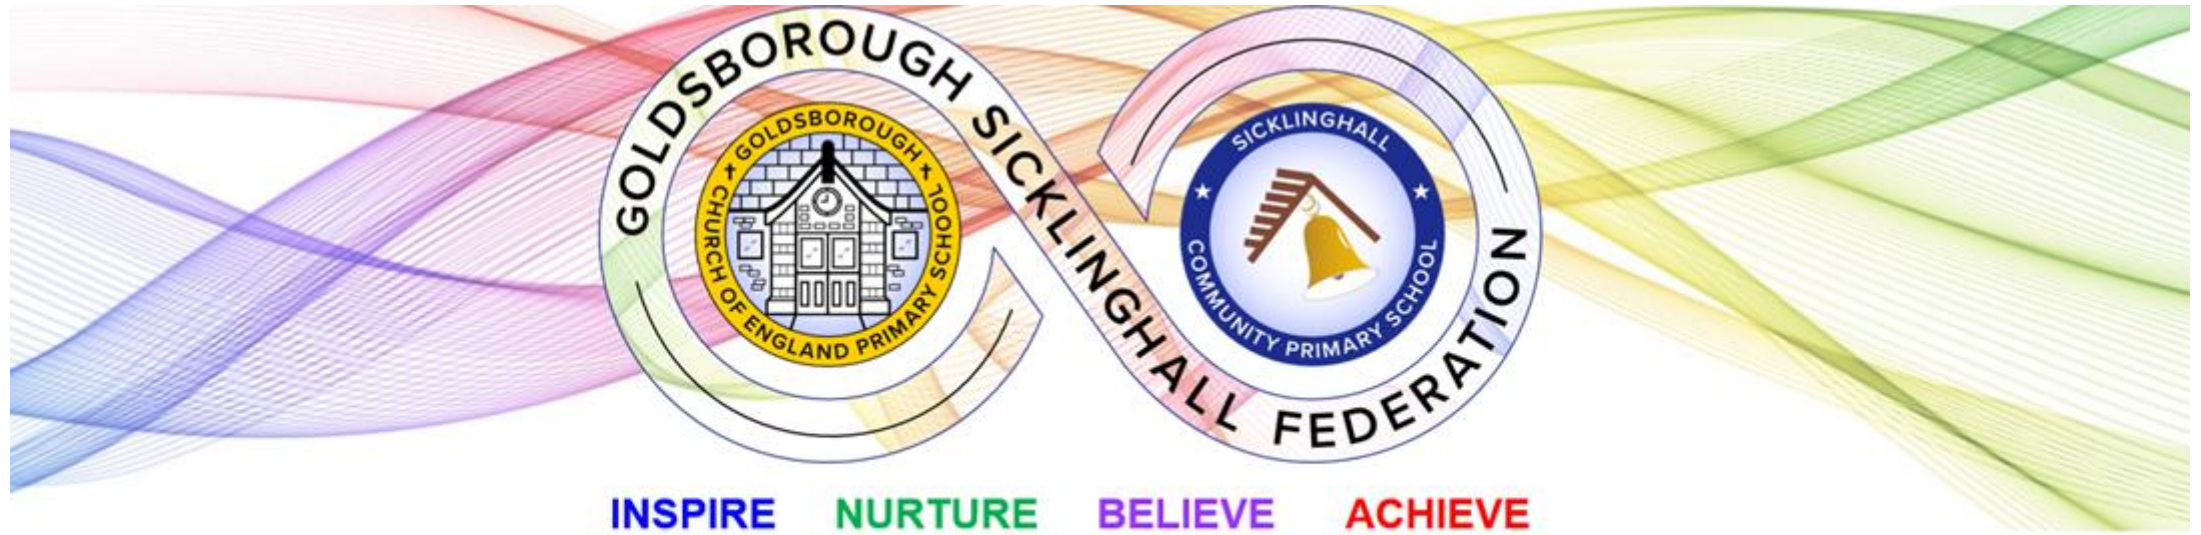 GOLDSBOROUGH SICKLINGHALL FEDERATION
GOLDSBOROUGH
CHURCH OF ENGLAND PRIMARY SCHOOL
SICKLINGHALL
COMMUNITY PRIMARY SCHOOL
INSPIRE NURTURE BELIEVE ACHIEVE